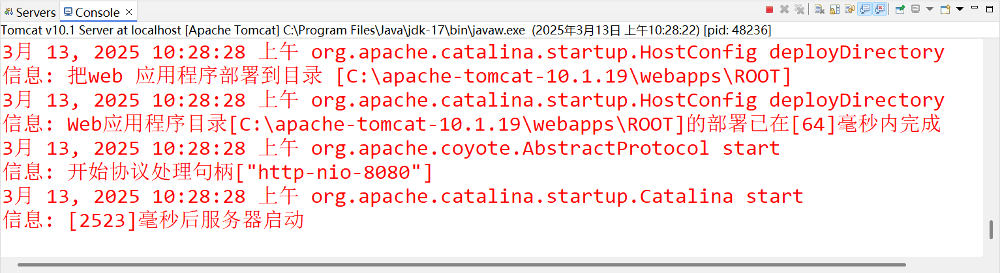 Servers Console
Tomcat v10.1 Server at localhost [Apache Tomcat] C:\Program Files\Java\jdk-17\bin\javaw.exe (2025年3月13日 上午10:28:22) [pid: 48236]
3月 13, 2025 10:28:28 上午 org.apache.catalina.startup.HostConfig deployDirectory
信息: 把web 应用程序部署到目录 [C:\apache-tomcat-10.1.19\webapps\ROOT]
3月 13, 2025 10:28:28 上午 org.apache.catalina.startup.HostConfig deployDirectory
信息: Web应用程序目录[C:\apache-tomcat-10.1.19\webapps\ROOT]的部署已在[64]毫秒内完成
3月 13, 2025 10:28:28 上午 org.apache.coyote.AbstractProtocol start
信息: 开始协议处理句柄["http-nio-8080"]
3月 13, 2025 10:28:28 上午 org.apache.catalina.startup.Catalina start
信息: [2523]毫秒后服务器启动